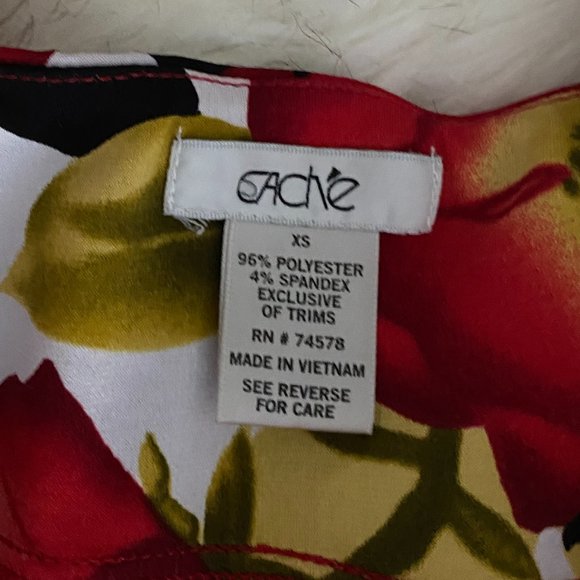 Caché
XS
96% POLYESTER
4% SPANDEX
EXCLUSIVE
OF TRIMS
RN # 74578
MADE IN VIETNAM
SEE REVERSE
FOR CARE